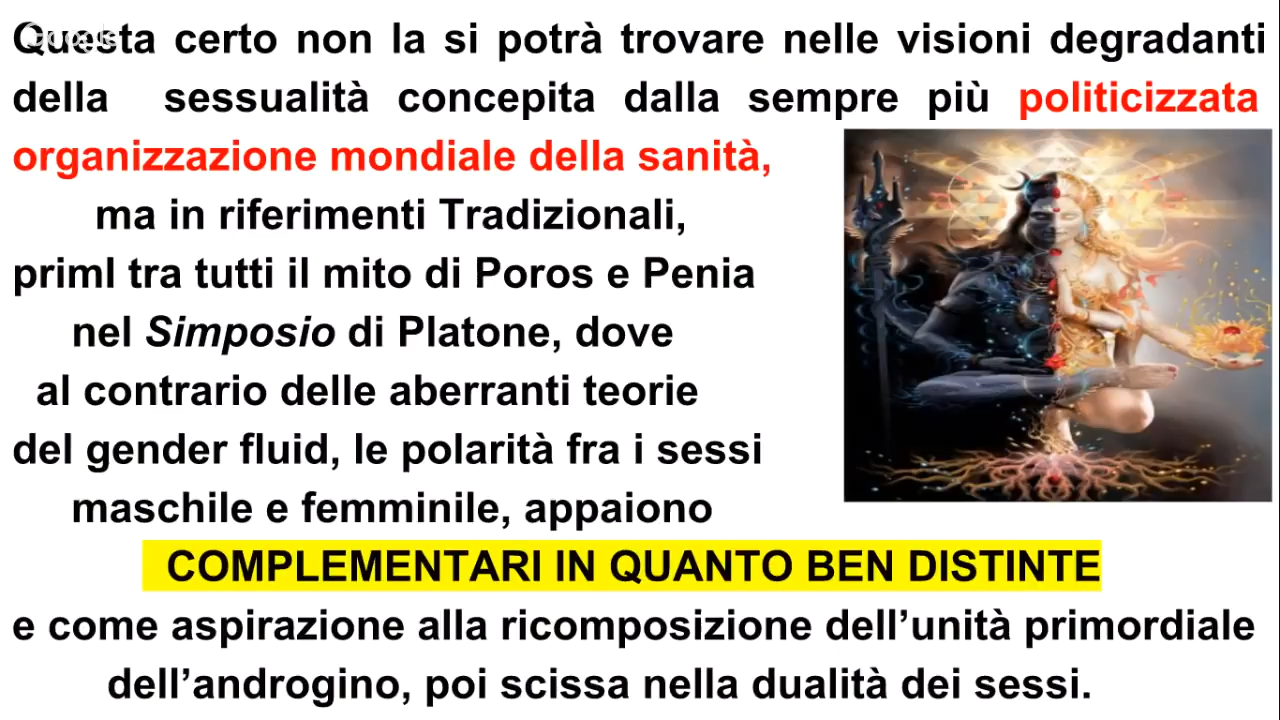 Questa certo non la si potrà trovare nelle visioni degradanti
della sessualità concepita dalla sempre più politicizzata
organizzazione mondiale della sanità,
ma in riferimenti Tradizionali,
primI tra tutti il mito di Poros e Penia
nel Simposio di Platone, dove
al contrario delle aberranti teorie
del gender fluid, le polarità fra i sessi
maschile e femminile, appaiono
COMPLEMENTARI IN QUANTO BEN DISTINTE
e come aspirazione alla ricomposizione dell’unità primordiale
dell’androgino, poi scissa nella dualità dei sessi.